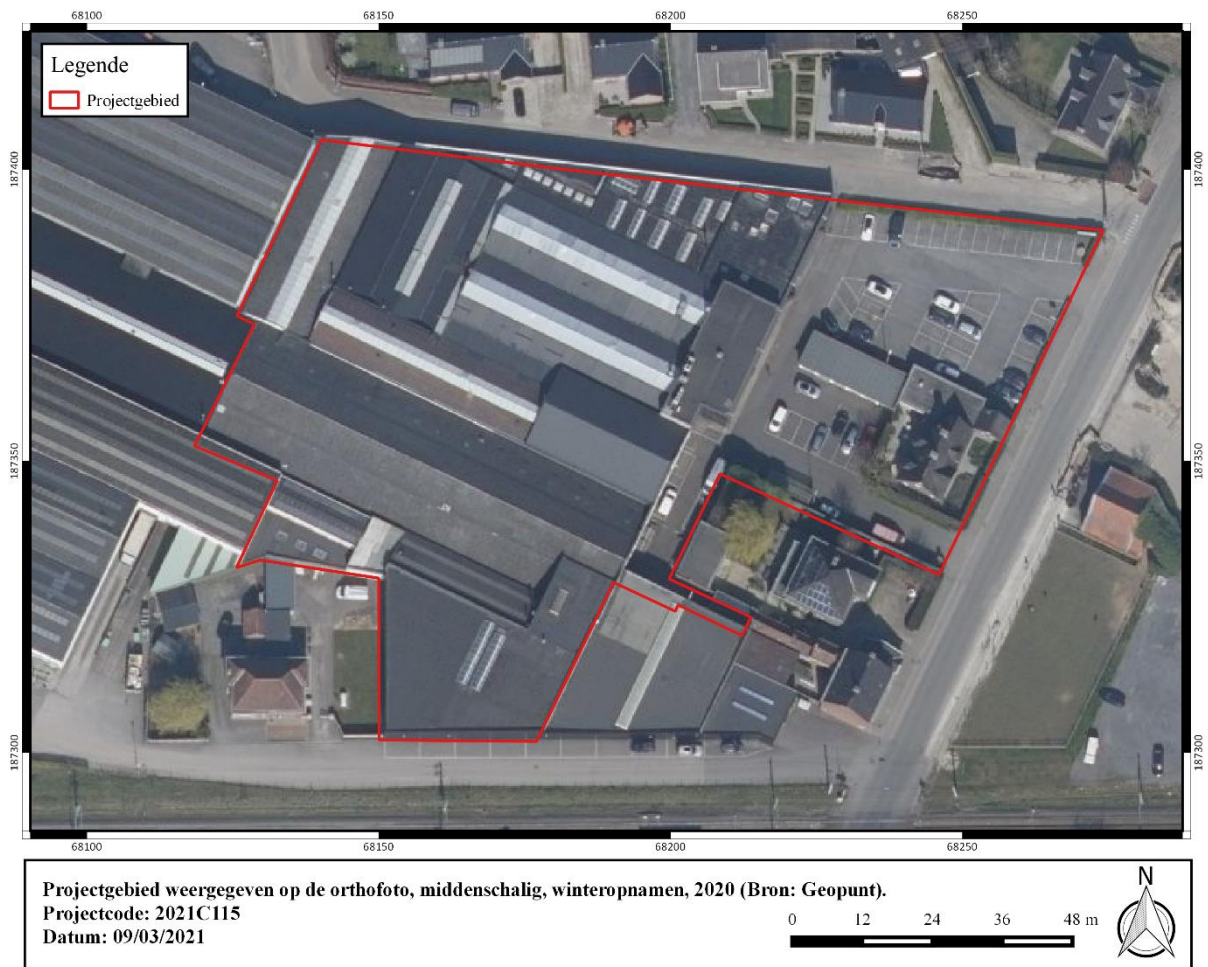 68100 68150 68200 68250
Legende
Projectgebied
187400 187400
187350 187350
187300 187300
68100 68150 68200 68250
Projectgebied weergegeven op de orthofoto, middenschalig, winteropnamen, 2020 (Bron: Geopunt).
Projectcode: 2021C115
Datum: 09/03/2021
0 12 24 36 48 m
N